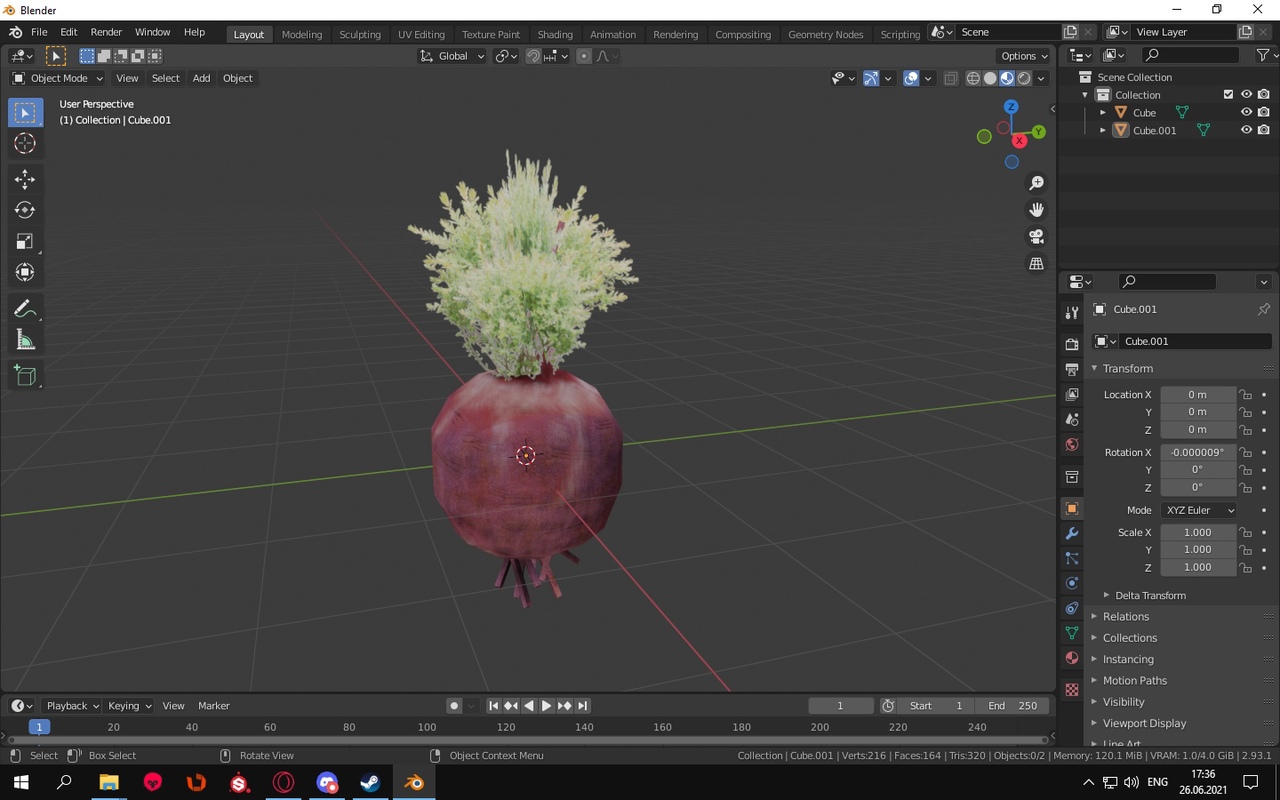 Blender
File Edit Render Window Help Layout Modeling Sculpting UV Editing Texture Paint Shading Animation Rendering Compositing Geometry Nodes Scripting Scene View Layer
Global Options
Object Mode View Select Add Object
User Perspective
(1) Collection | Cube.001
Z
Y
X
Scene Collection
Collection
Cube
Cube.001
Cube.001
Cube.001
Transform
Location X 0 m
Y 0 m
Z 0 m
Rotation X -0.000009°
Y 0°
Z 0°
Mode XYZ Euler
Scale X 1.000
Y 1.000
Z 1.000
Delta Transform
Relations
Collections
Instancing
Motion Paths
Visibility
Viewport Display
Line Art
Playback Keying View Marker 1 Start 1 End 250
1 20 40 60 80 100 120 140 160 180 200 220 240
Select Box Select Rotate View Object Context Menu Collection | Cube.001 | Verts:216 | Faces:164 | Tris:320 | Objects:0/2 | Memory: 120.1 MiB | VRAM: 1.0/4.0 GiB | 2.93.1
ENG
17:36
26.06.2021